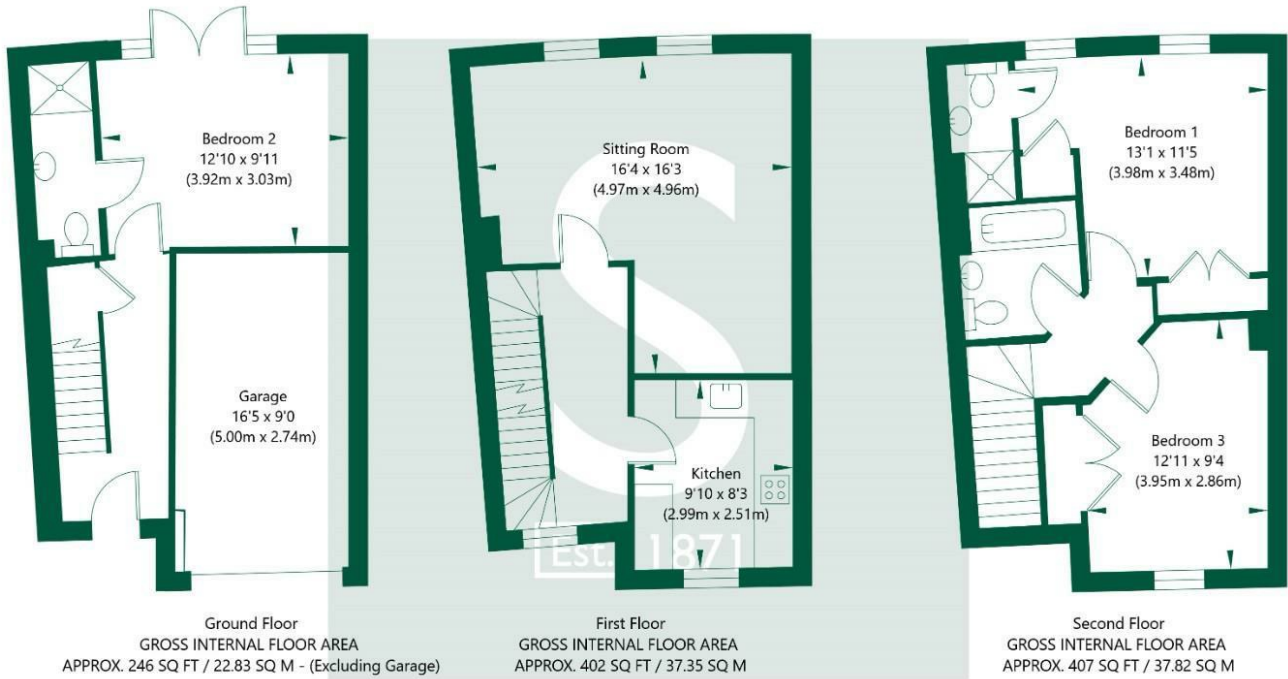 Bedroom 2
12'10 x 9'11
(3.92m x 3.03m)
Garage
16'5 x 9'0
(5.00m x 2.74m)
Ground Floor
GROSS INTERNAL FLOOR AREA
APPROX. 246 SQ FT / 22.83 SQ M - (Excluding Garage)
Sitting Room
16'4 x 16'3
(4.97m x 4.96m)
S
Kitchen
9'10 x 8'3
(2.99m x 2.51m)
Est. 1871
First Floor
GROSS INTERNAL FLOOR AREA
APPROX. 402 SQ FT / 37.35 SQ M
Bedroom 1
13'1 x 11'5
(3.98m x 3.48m)
Bedroom 3
12'11 x 9'4
(3.95m x 2.86m)
Second Floor
GROSS INTERNAL FLOOR AREA
APPROX. 407 SQ FT / 37.82 SQ M